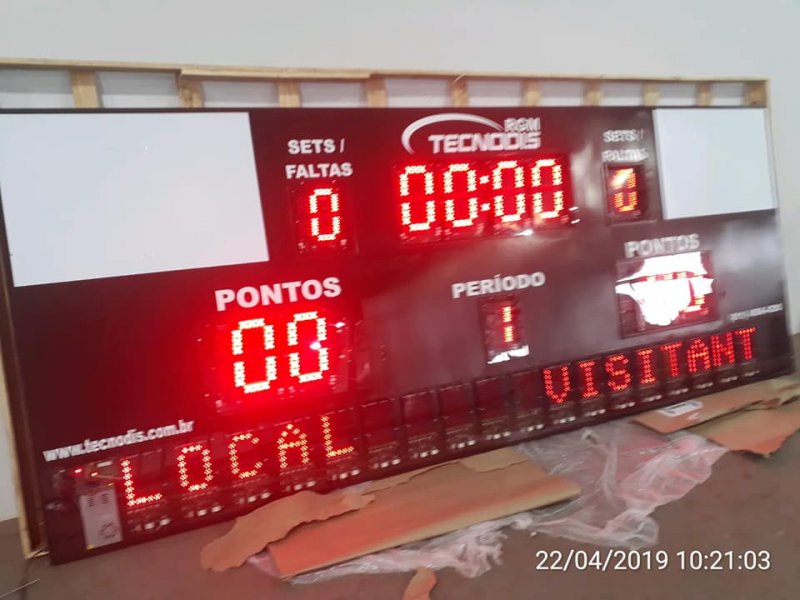 RGM
TECNODIS
SETS /
FALTAS
0
00:00
SETS /
FALTAS
0
PONTOS
00
PERÍODO
1
PONTOS
www.tecnodis.com.br
LOCAL
VISITANT
22/04/2019 10:21:03